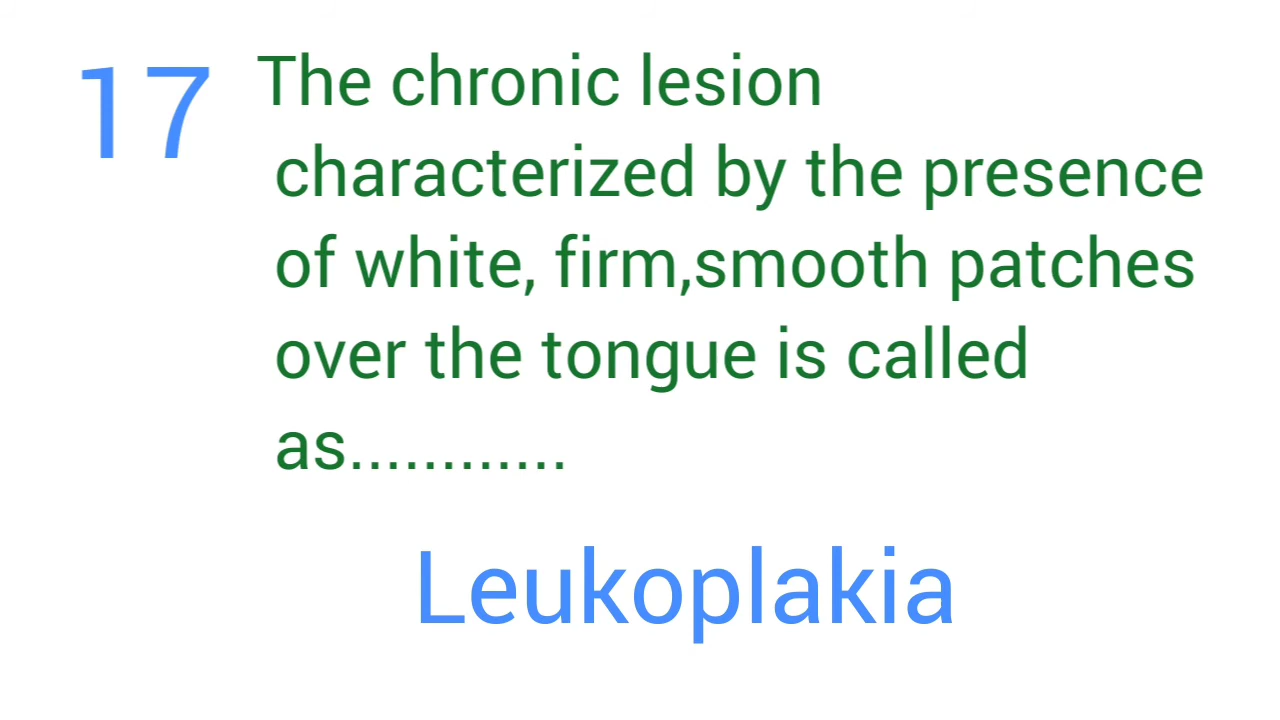 17 The chronic lesion
characterized by the presence
of white, firm,smooth patches
over the tongue is called
as............
Leukoplakia